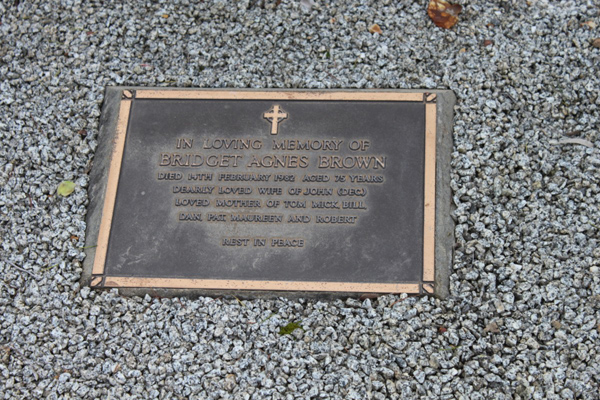 IN LOVING MEMORY OF
BRIDGET AGNES BROWN
DIED 14TH FEBRUARY 1982 AGED 75 YEARS
DEARLY LOVED WIFE OF JOHN (DEC)
LOVED MOTHER OF TOM, MICK, BILL,
DAN, PAT, MAUREEN AND ROBERT
REST IN PEACE